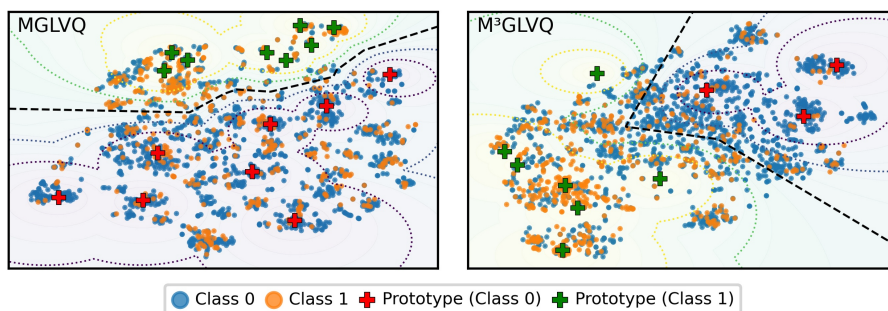 MGLVQ
M³GLVQ
Class 0 Class 1 Prototype (Class 0) Prototype (Class 1)